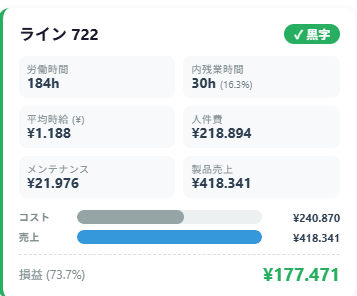 ライン 722
✓ 黒字
労働時間
184h
内残業時間
30h (16.3%)
平均時給 (¥)
¥1.188
人件費
¥218.894
メンテナンス
¥21.976
製品売上
¥418.341
コスト ¥240.870
売上 ¥418.341
損益 (73.7%) ¥177.471